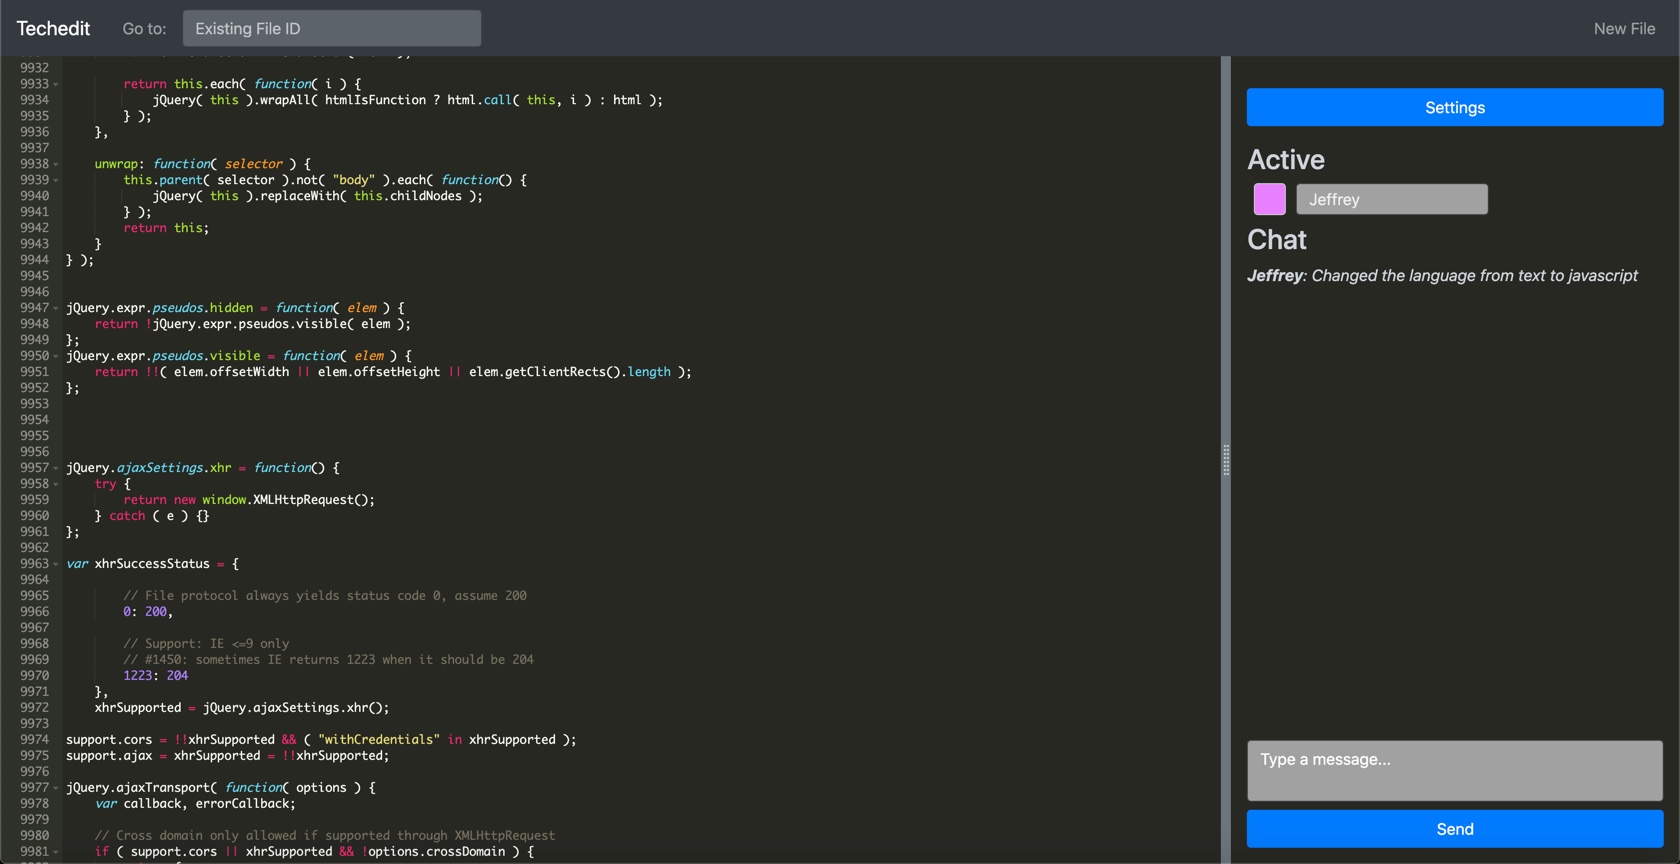 Techedit Go to: Existing File ID New File
9932
9933 return this.each( function( i ) {
9934 jQuery( this ).wrapAll( htmlIsFunction ? html.call( this, i ) : html );
9935 } );
9936 },
9937
9938 unwrap: function( selector ) {
9939 this.parent( selector ).not( "body" ).each( function() {
9940 jQuery( this ).replaceWith( this.childNodes );
9941 } );
9942 return this;
9943 }
9944 } );
9945
9946
9947 jQuery.expr.pseudos.hidden = function( elem ) {
9948 return !jQuery.expr.pseudos.visible( elem );
9949 };
9950 jQuery.expr.pseudos.visible = function( elem ) {
9951 return !!( elem.offsetWidth || elem.offsetHeight || elem.getClientRects().length );
9952 };
9953
9954
9955
9956
9957 jQuery.ajaxSettings.xhr = function() {
9958 try {
9959 return new window.XMLHttpRequest();
9960 } catch ( e ) {}
9961 };
9962
9963 var xhrSuccessStatus = {
9964
9965 // File protocol always yields status code 0, assume 200
9966 0: 200,
9967
9968 // Support: IE <=9 only
9969 // #1450: sometimes IE returns 1223 when it should be 204
9970 1223: 204
9971 },
9972 xhrSupported = jQuery.ajaxSettings.xhr();
9973
9974 support.cors = !!xhrSupported && ( "withCredentials" in xhrSupported );
9975 support.ajax = xhrSupported = !!xhrSupported;
9976
9977 jQuery.ajaxTransport( function( options ) {
9978 var callback, errorCallback;
9979
9980 // Cross domain only allowed if supported through XMLHttpRequest
9981 if ( support.cors || xhrSupported && !options.crossDomain ) {
Settings
Active
Jeffrey
Chat
Jeffrey: Changed the language from text to javascript
Type a message...
Send